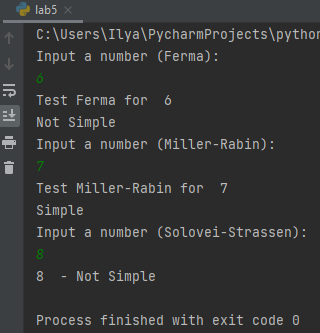 lab5
C:\Users\Ilya\PycharmProjects\python
Input a number (Ferma):
6
Test Ferma for  6
Not Simple
Input a number (Miller-Rabin):
7
Test Miller-Rabin for  7
Simple
Input a number (Solovei-Strassen):
8
8  - Not Simple
Process finished with exit code 0